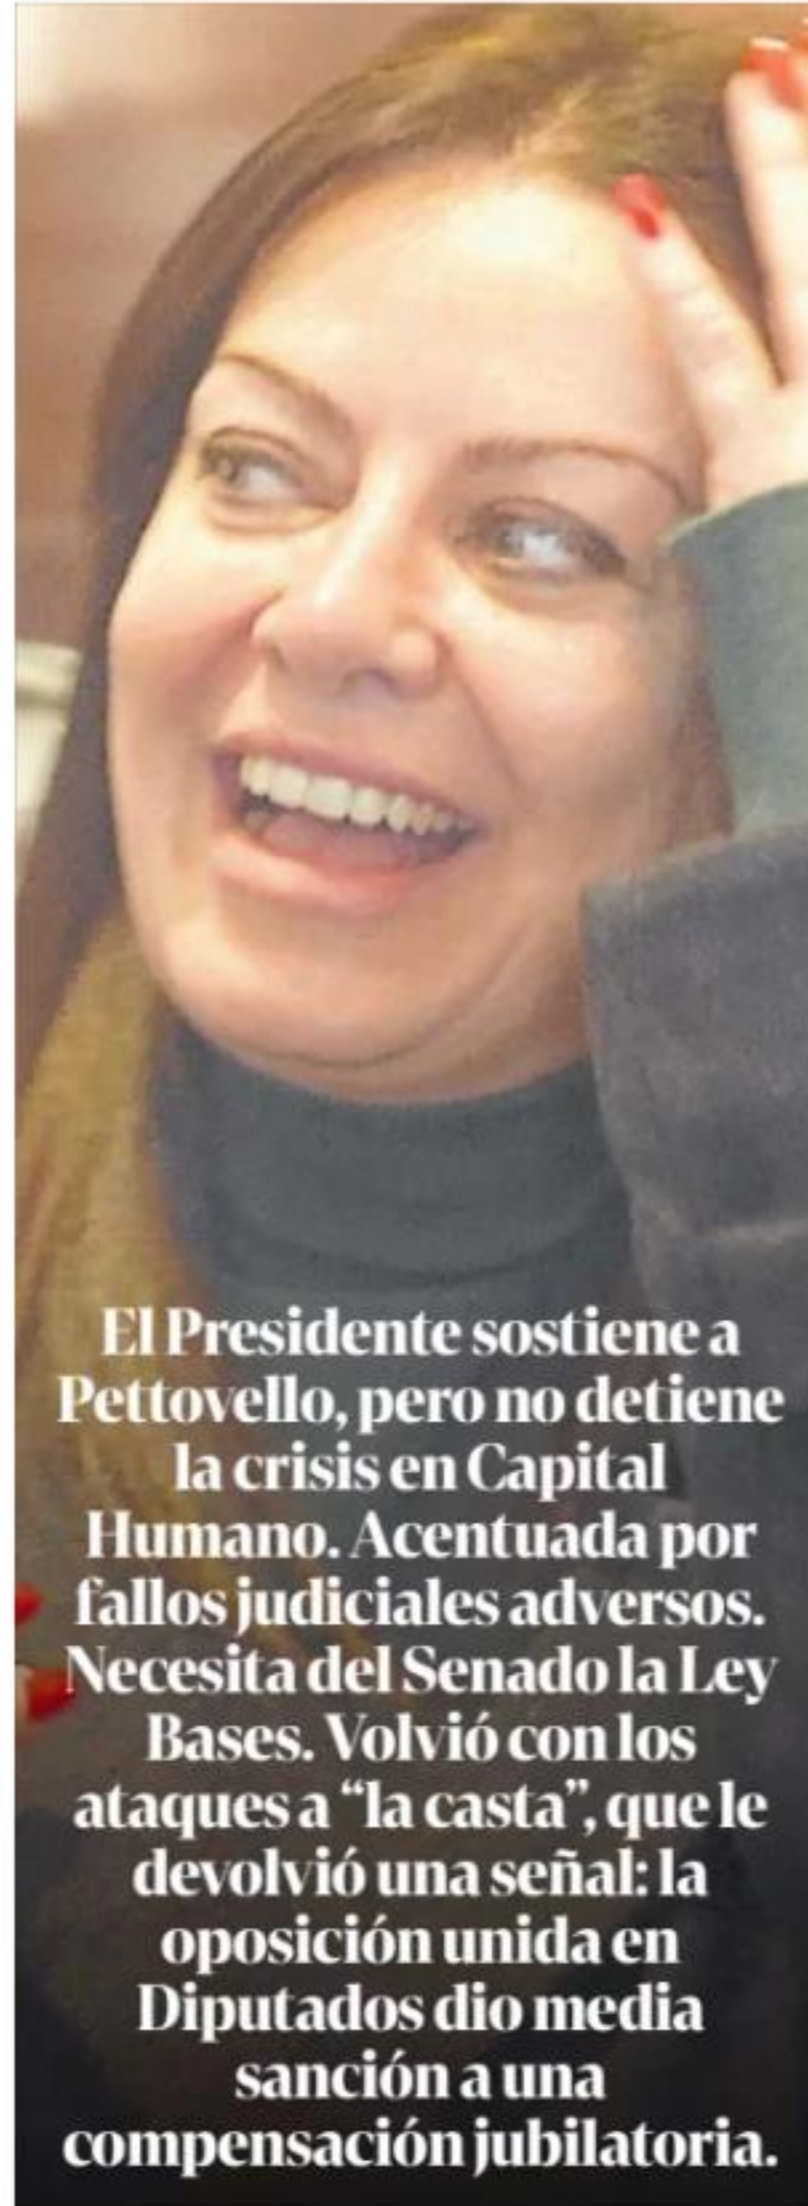 El Presidente sostiene a
Pettovello, pero no detiene
la crisis en Capital
Humano. Acentuada por
fallos judiciales adversos.
Necesita del Senado la Ley
Bases. Volvió con los
ataques a “la casta”, que le
devolvió una señal: la
oposición unida en
Diputados dio media
sanción a una
compensación jubilatoria.